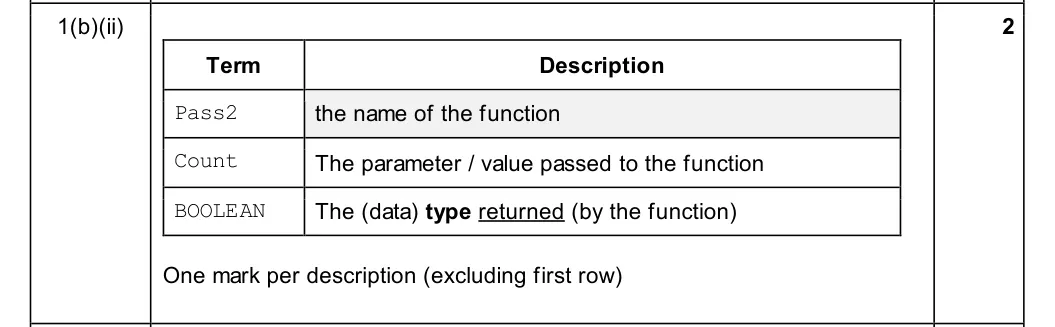 1(b)(ii)
2
Term Description
Pass2 the name of the function
Count The parameter / value passed to the function
BOOLEAN The (data) type returned (by the function)
One mark per description (excluding first row)